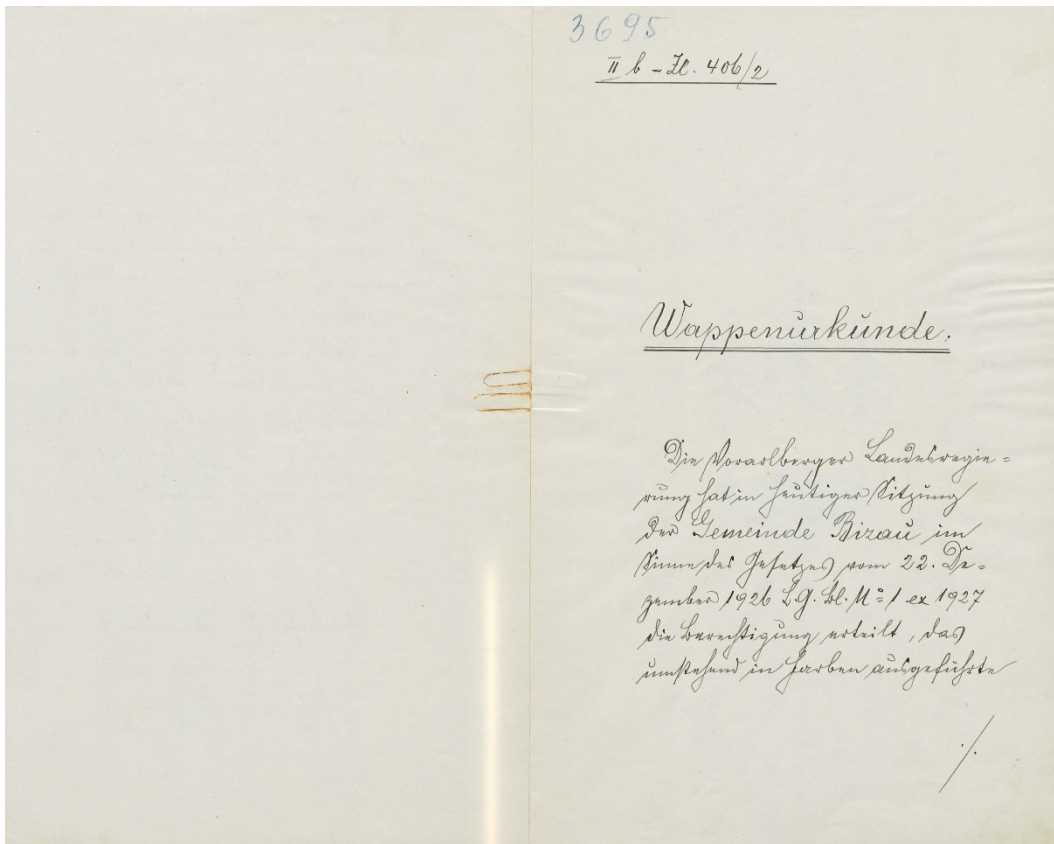 3695
II b - Zl. 406/2
Wappenurkunde.
Die Vorarlberger Landesregie=
rung hat in heutiger Sitzung
der Gemeinde Bizau im
Sinne des Gesetzes vom 22. De=
zember 1926 L.G.Bl. No 1 ex 1927
die Berechtigung erteilt, das
umstehend in Farben ausgeführte
./.